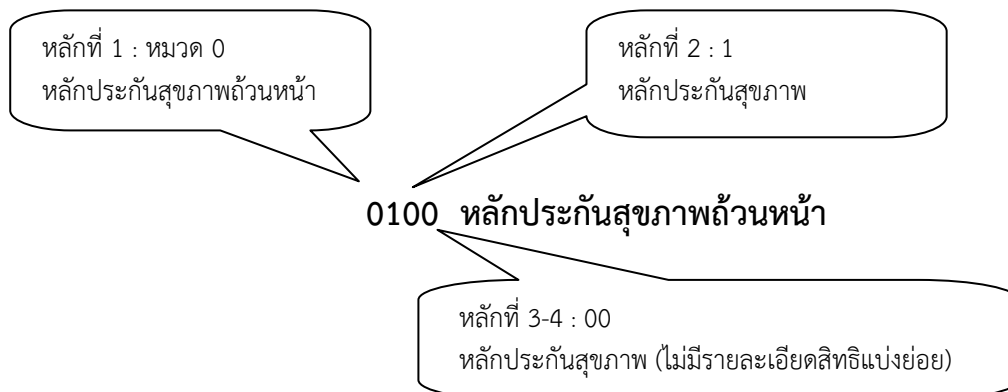 หลักที่ 1 : หมวด 0
หลักประกันสุขภาพถ้วนหน้า
หลักที่ 2 : 1
หลักประกันสุขภาพ
0100 หลักประกันสุขภาพถ้วนหน้า
หลักที่ 3-4 : 00
หลักประกันสุขภาพ (ไม่มีรายละเอียดสิทธิแบ่งย่อย)